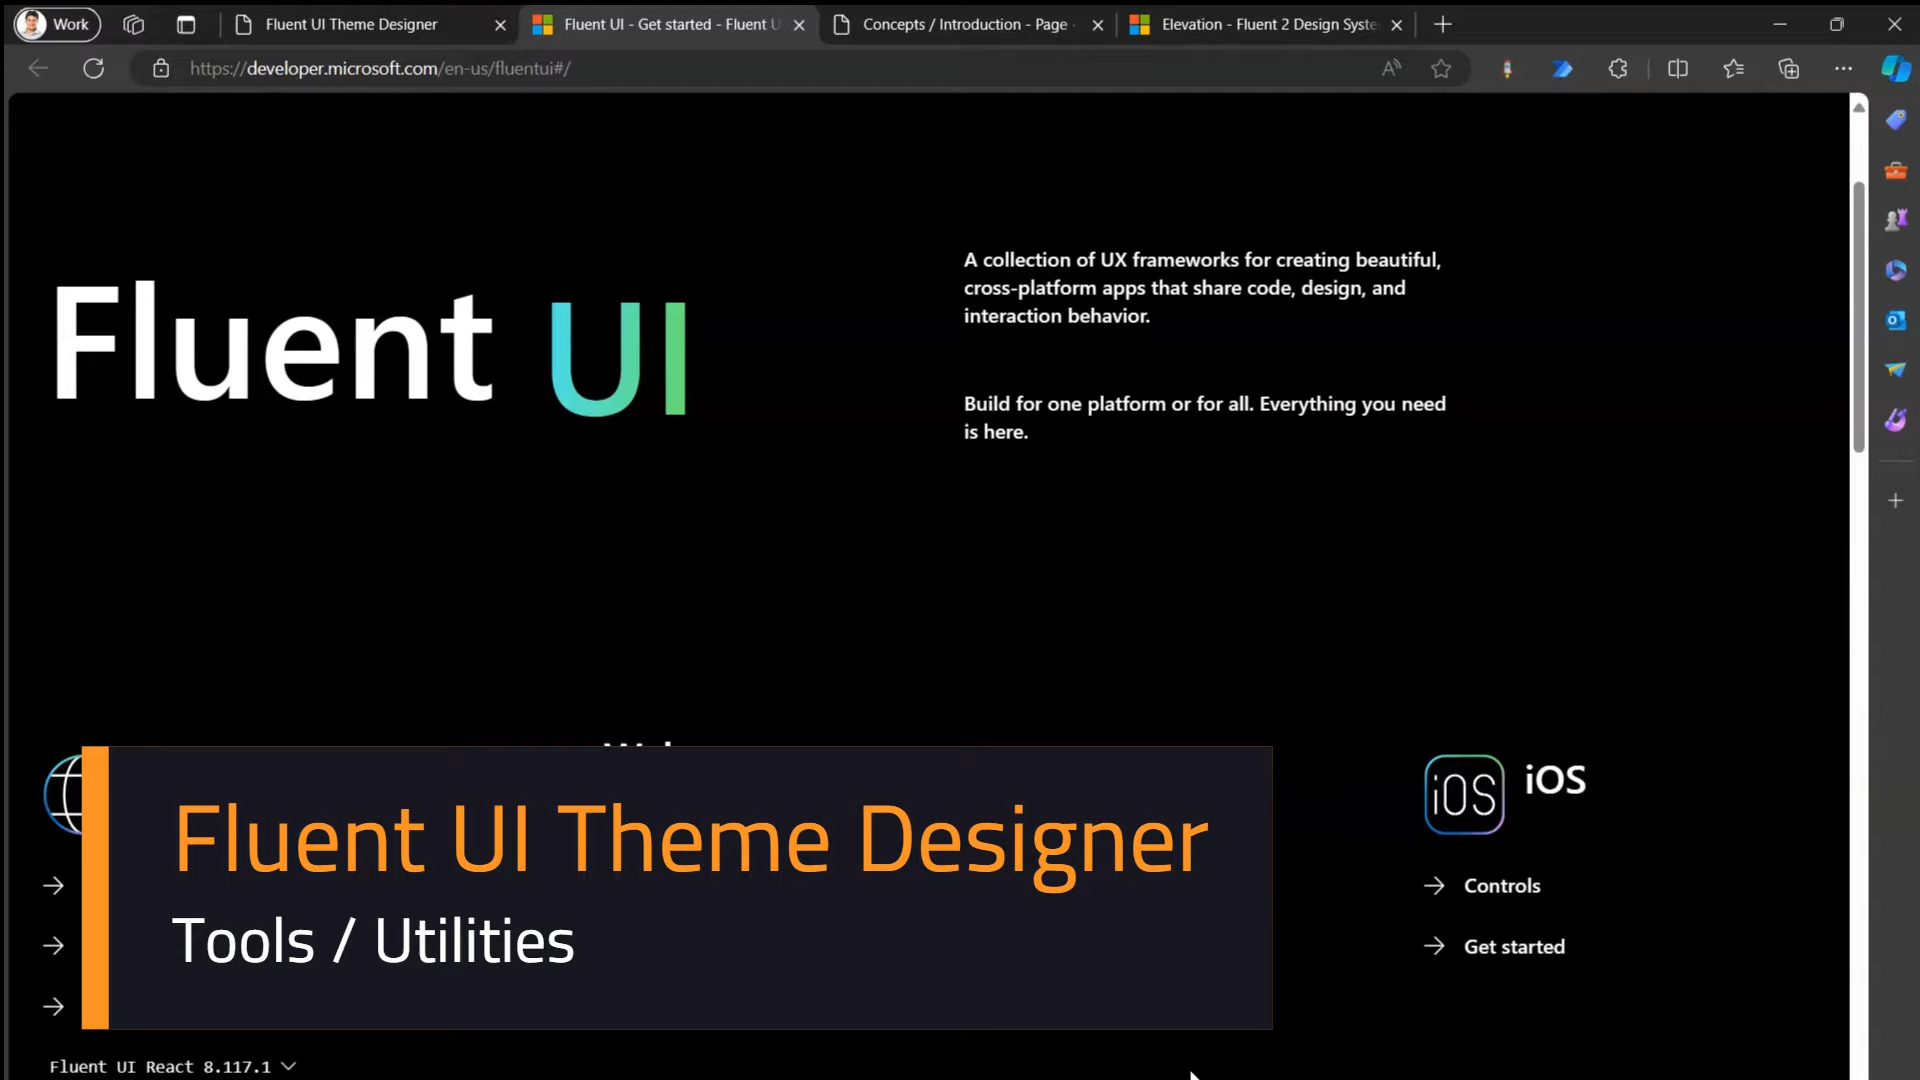 Work
Fluent UI Theme Designer
Fluent UI - Get started - Fluent U
Concepts / Introduction - Page
Elevation - Fluent 2 Design Syste
https://developer.microsoft.com/en-us/fluentui#/
Fluent UI
A collection of UX frameworks for creating beautiful,
cross-platform apps that share code, design, and
interaction behavior.
Build for one platform or for all. Everything you need
is here.
iOS
iOS
Controls
Get started
Fluent UI Theme Designer
Tools / Utilities
Fluent UI React 8.117.1